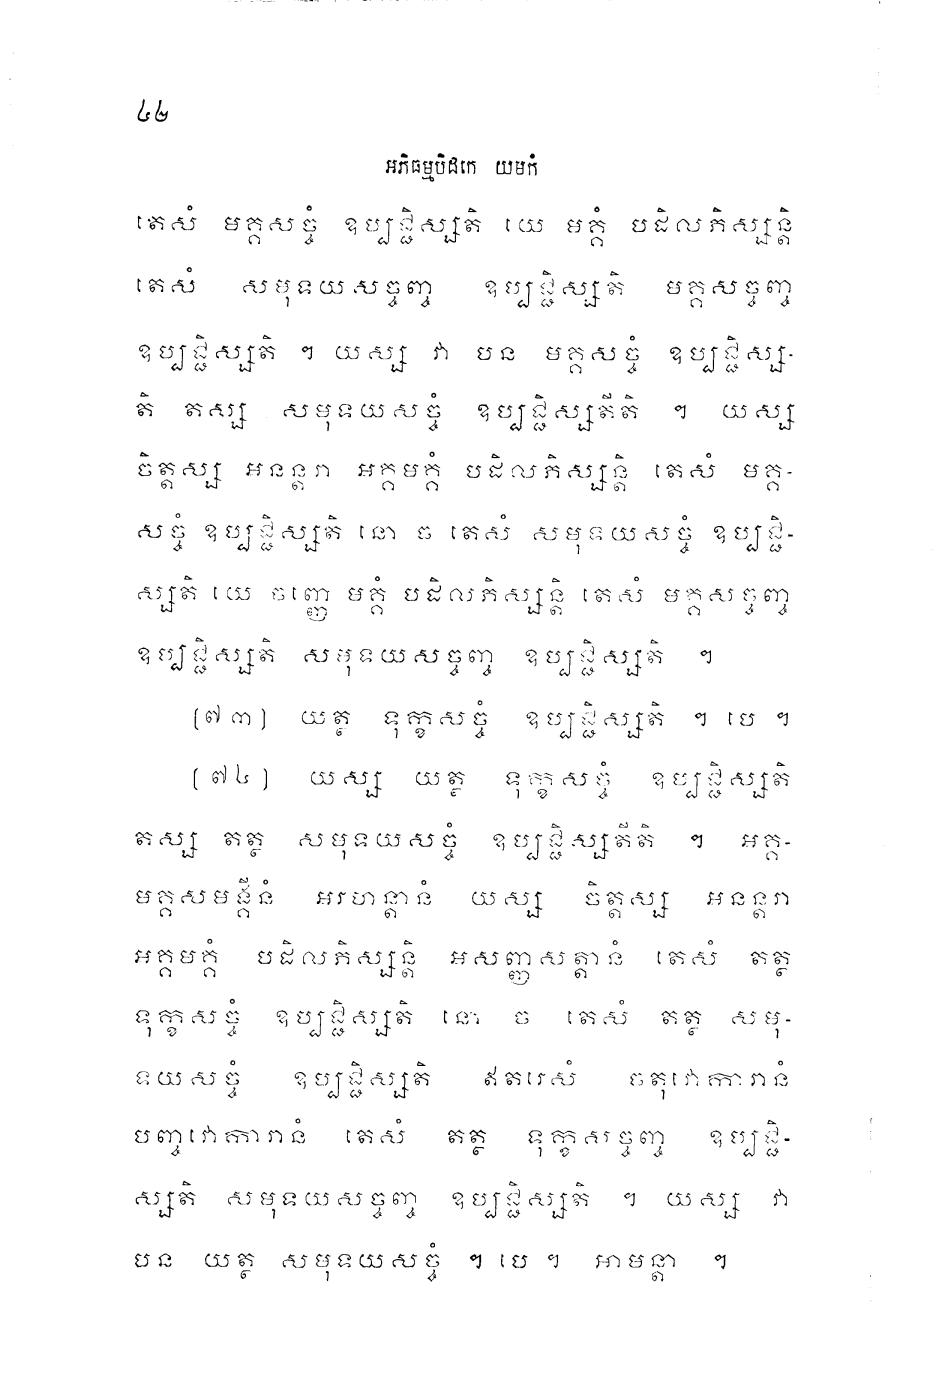 ៤២
អភិធម្មបិដកេ យមកំ
តេសំ មគ្គសច្ចំ ឧប្បជ្ជិស្សតិ យេ មគ្គំ បដិលភិស្សន្តិ
តេសំ សមុទយសច្ចញ្ច ឧប្បជ្ជិស្សតិ មគ្គសច្ចញ្ច
ឧប្បជ្ជិស្សតិ ។ យស្ស វា បន មគ្គសច្ចំ ឧប្បជ្ជិស្ស-
តិ តស្ស សមុទយសច្ចំ ឧប្បជ្ជិស្សតីតិ ។ យស្ស
ចិត្តស្ស អនន្តរា អគ្គមគ្គំ បដិលភិស្សន្តិ តេសំ មគ្គ-
សច្ចំ ឧប្បជ្ជិស្សតិ នោ ច តេសំ សមុទយសច្ចំ ឧប្បជ្ជិ-
ស្សតិ យេ ចញ្ញេ មគ្គំ បដិលភិស្សន្តិ តេសំ មគ្គសច្ចញ្ច
ឧប្បជ្ជិស្សតិ សមុទយសច្ចញ្ច ឧប្បជ្ជិស្សតិ ។
(៧៣) យត្ថ ទុក្ខសច្ចំ ឧប្បជ្ជិស្សតិ ។ បេ ។
(៧៤) យស្ស យត្ថ ទុក្ខសច្ចំ ឧប្បជ្ជិស្សតិ
តស្ស តត្ថ សមុទយសច្ចំ ឧប្បជ្ជិស្សតីតិ ។ អគ្គ-
មគ្គសមង្គីនំ អរហន្តានំ យស្ស ចិត្តស្ស អនន្តរា
អគ្គមគ្គំ បដិលភិស្សន្តិ អសញ្ញសត្តានំ តេសំ តត្ថ
ទុក្ខសច្ចំ ឧប្បជ្ជិស្សតិ នោ ច តេសំ តត្ថ សមុ-
ទយសច្ចំ ឧប្បជ្ជិស្សតិ ឥតរេសំ ចតុវោការានំ
បញ្ចវោការានំ តេសំ តត្ថ ទុក្ខសច្ចញ្ច ឧប្បជ្ជិ-
ស្សតិ សមុទយសច្ចញ្ច ឧប្បជ្ជិស្សតិ ។ យស្ស វា
បន យត្ថ សមុទយសច្ចំ ។ បេ ។ អាមន្តា ។